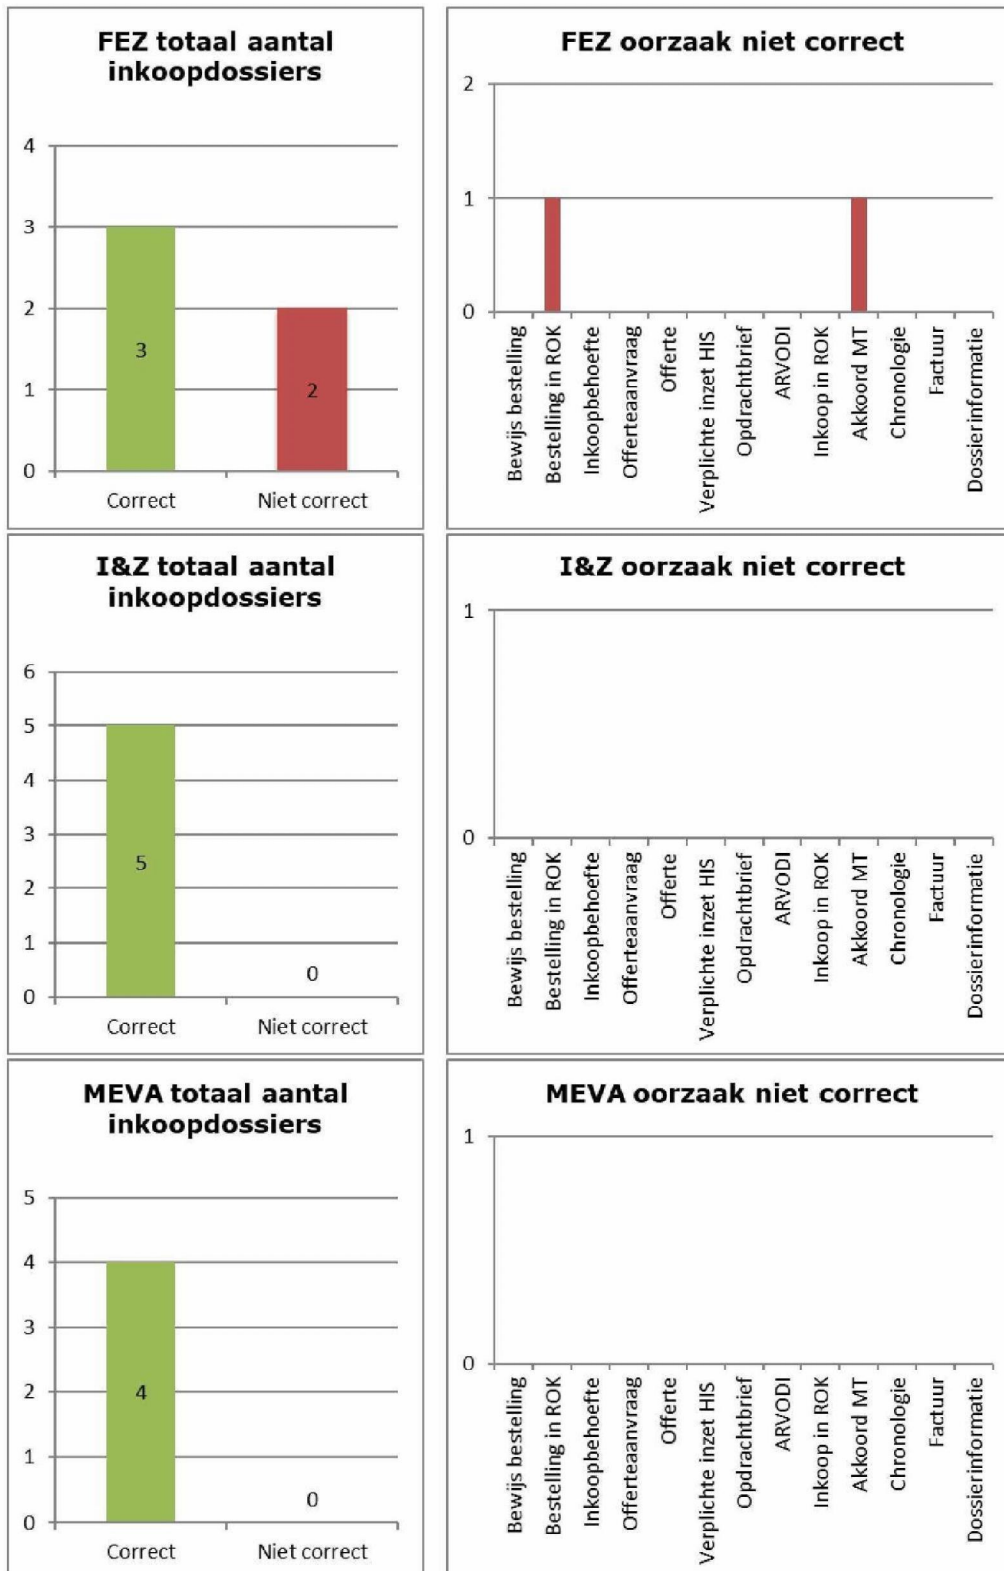 FEZ totaal aantal
inkoopdossiers
4
3
2
1
0
3
2
Correct
Niet correct
FEZ oorzaak niet correct
2
1
0
Bewijs bestelling
Bestelling in ROK
Inkoopbehoefte
Offerteaanvraag
Offerte
Verplichte inzet HIS
Opdrachtbrief
ARVODI
Inkoop in ROK
Akkoord MT
Chronologie
Factuur
Dossierinformatie
I&Z totaal aantal
inkoopdossiers
6
5
4
3
2
1
0
5
0
Correct
Niet correct
I&Z oorzaak niet correct
1
0
Bewijs bestelling
Bestelling in ROK
Inkoopbehoefte
Offerteaanvraag
Offerte
Verplichte inzet HIS
Opdrachtbrief
ARVODI
Inkoop in ROK
Akkoord MT
Chronologie
Factuur
Dossierinformatie
MEVA totaal aantal
inkoopdossiers
5
4
3
2
1
0
4
0
Correct
Niet correct
MEVA oorzaak niet correct
1
0
Bewijs bestelling
Bestelling in ROK
Inkoopbehoefte
Offerteaanvraag
Offerte
Verplichte inzet HIS
Opdrachtbrief
ARVODI
Inkoop in ROK
Akkoord MT
Chronologie
Factuur
Dossierinformatie